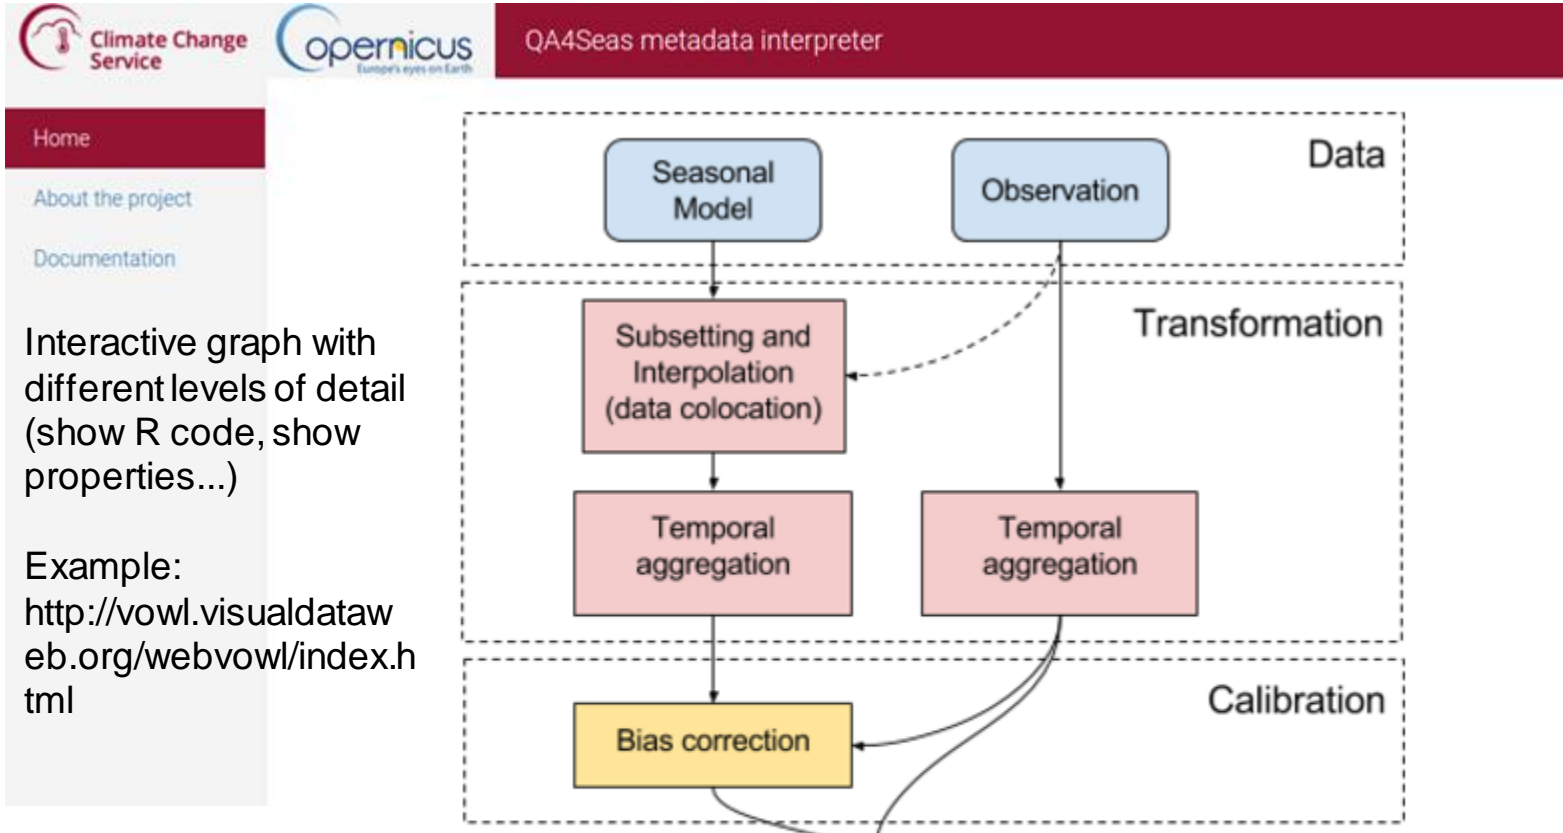 Climate Change
Service
opernicus
Europe's eyes on Earth
QA4Seas metadata interpreter
Home
About the project
Documentation
Interactive graph with
different levels of detail
(show R code, show
properties...)
Example:
http://vowl.visualdataw
eb.org/webvowl/index.h
tml
Data
Seasonal
Model
Observation
Transformation
Subsetting and
Interpolation
(data colocation)
Temporal
aggregation
Temporal
aggregation
Calibration
Bias correction